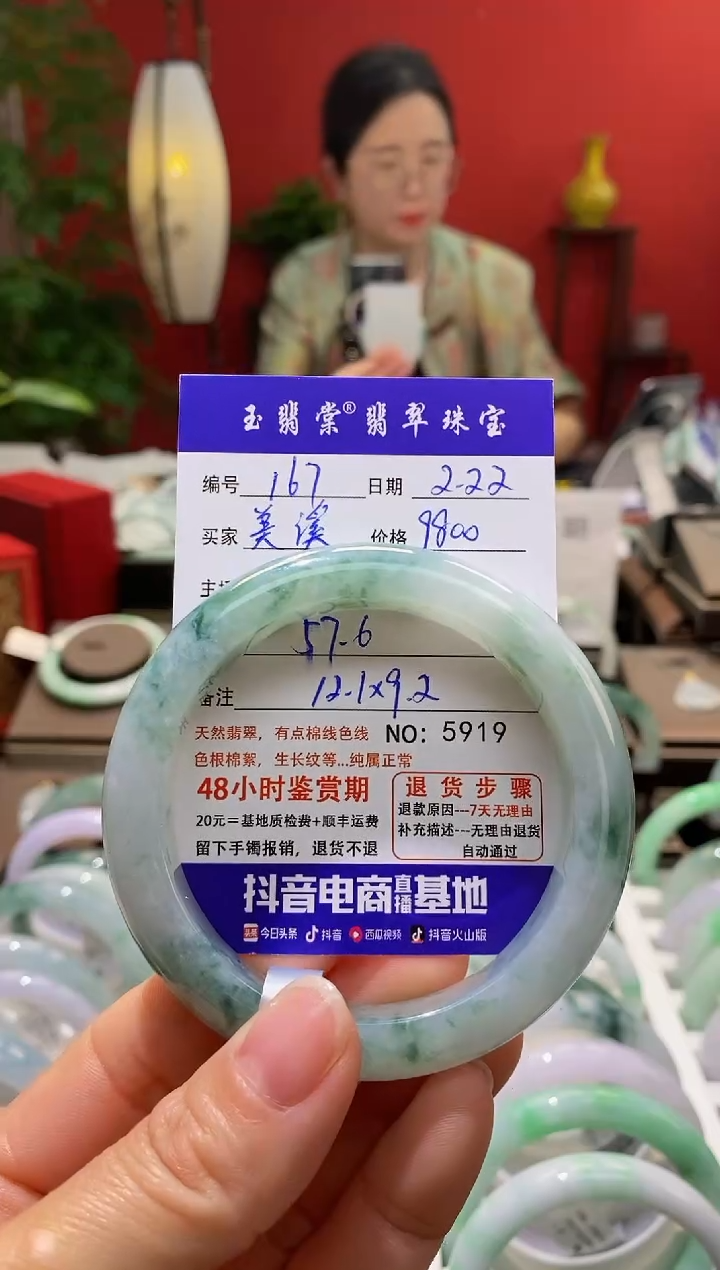 玉翡棠®翡翠珠宝
编号 167 日期 2-22
买家 美溪 价格 9800
57.6
备注 12.1x9.2
天然翡翠，有点棉线色线 NO: 5919
色根棉絮，生长纹等...纯属正常
48小时鉴赏期
20元=基地质检费+顺丰运费
留下手镯报销，退货不退
退货步骤
退款原因---7天无理由
补充描述---无理由退货
自动通过
抖音电商直播基地
头条 今日头条 抖音 西瓜视频 抖音火山版